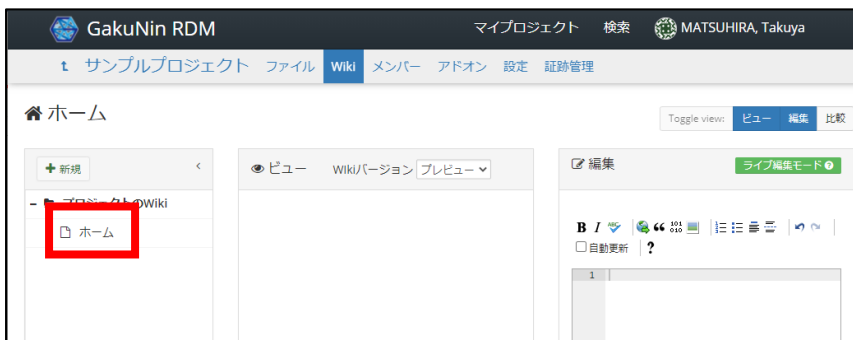 GakuNin RDM マイプロジェクト 検索 MATSUHIRA, Takuya
サンプルプロジェクト ファイル Wiki メンバー アドオン 設定 証跡管理
ホーム
Toggle view: ビュー 編集 比較
新規
ビュー Wikiバージョン プレビュー
編集 ライブ編集モード
プロジェクトのWiki
ホーム
B I ABC 101 010
自動更新 ?
1